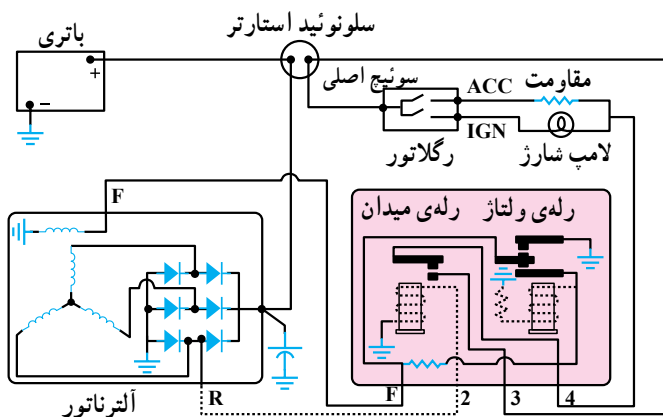 سلونوئید استارتر
باتری
+
−
سوئیچ اصلی
ACC
مقاومت
IGN
رگلاتور
لامپ شارژ
F
رله‌ی میدان
رله‌ی ولتاژ
F
2
3
4
R
آلترناتور